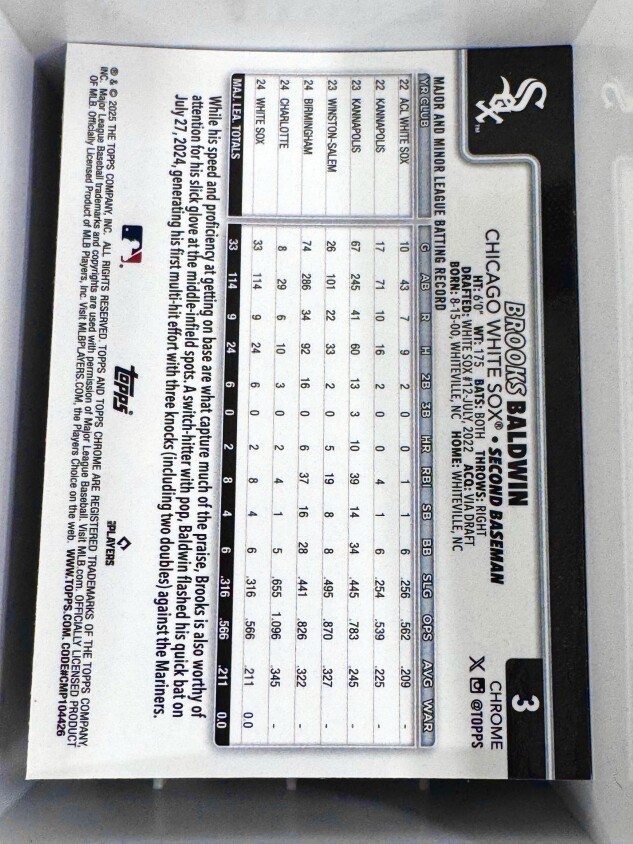 3
CHROME
X @TOPPS
Sox™
BROOKS BALDWIN
CHICAGO WHITE SOX® • SECOND BASEMAN
HT: 6'0" WT: 175 BATS: BOTH THROWS: RIGHT
DRAFTED: WHITE SOX #12-JULY, 2022 ACQ: VIA DRAFT
BORN: 8-15-00, WHITEVILLE, NC HOME: WHITEVILLE, NC
MAJOR AND MINOR LEAGUE BATTING RECORD
YR CLUB G AB R H 2B 3B HR RBI SB BB SLG OPS AVG WAR
22 ACL WHITE SOX 10 43 7 9 2 0 0 1 1 6 .256 .562 .209 -
22 KANNAPOLIS 17 71 10 16 2 0 0 4 1 6 .254 .539 .225 -
23 KANNAPOLIS 67 245 41 60 13 3 10 39 14 34 .445 .783 .245 -
23 WINSTON-SALEM 26 101 22 33 2 0 5 19 8 8 .495 .870 .327 -
24 BIRMINGHAM 74 286 34 92 16 0 6 37 16 28 .441 .826 .322 -
24 CHARLOTTE 8 29 6 10 3 0 2 4 1 5 .655 1.096 .345 -
24 WHITE SOX 33 114 9 24 6 0 2 8 4 6 .316 .566 .211 0.0
MAJ. LEA. TOTALS 33 114 9 24 6 0 2 8 4 6 .316 .566 .211 0.0
While his speed and proficiency at getting on base are what capture much of the praise, Brooks is also worthy of
attention for his slick glove at the middle-infield spots. A switch-hitter with pop, Baldwin flashed his quick bat on
July 27, 2024, generating his first multi-hit effort with three knocks (including two doubles) against the Mariners.
topps
PLAYERS
® & © 2025 THE TOPPS COMPANY, INC. ALL RIGHTS RESERVED. TOPPS AND TOPPS CHROME ARE REGISTERED TRADEMARKS OF THE TOPPS COMPANY,
INC. Major League Baseball trademarks and copyrights are used with permission of Major League Baseball. Visit MLB.com. OFFICIALLY LICENSED PRODUCT
OF MLB Players, Inc. Visit MLBPLAYERS.COM, the Players Choice on the web. WWW.TOPPS.COM. CODE#CMP104426